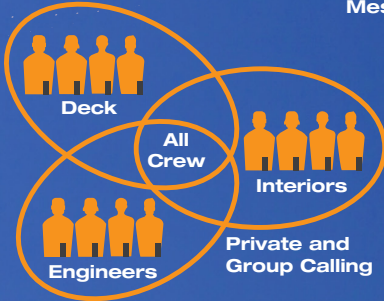 Deck
All
Crew
Interiors
Engineers
Private and
Group Calling